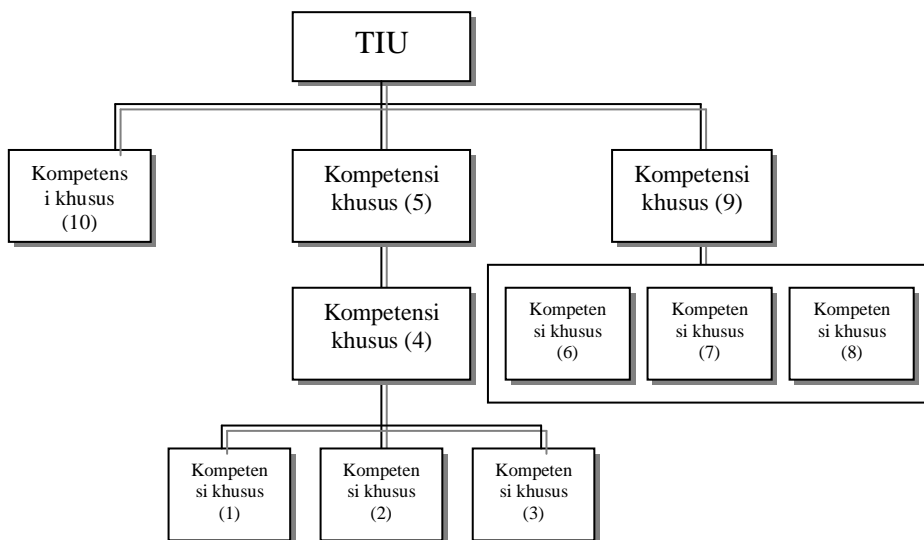 TIU
Kompetens
i khusus
(10)
Kompetensi
khusus (5)
Kompetensi
khusus (9)
Kompetensi
khusus (4)
Kompeten
si khusus
(6)
Kompeten
si khusus
(7)
Kompeten
si khusus
(8)
Kompeten
si khusus
(1)
Kompeten
si khusus
(2)
Kompeten
si khusus
(3)